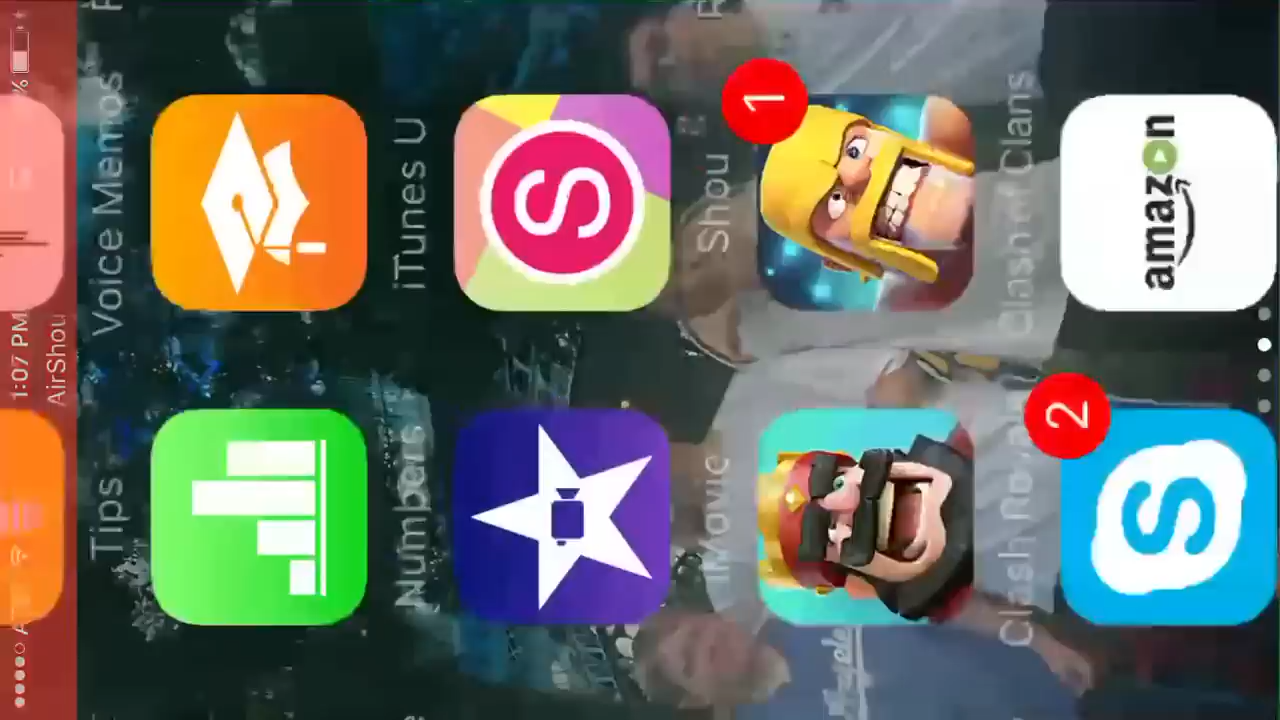 1:07 PM
%
AirShou
Tips
Voice Memos
Numbers
iTunes U
iMovie
Shou
1
Clash Royale
Clash of Clans
2
S
amazon